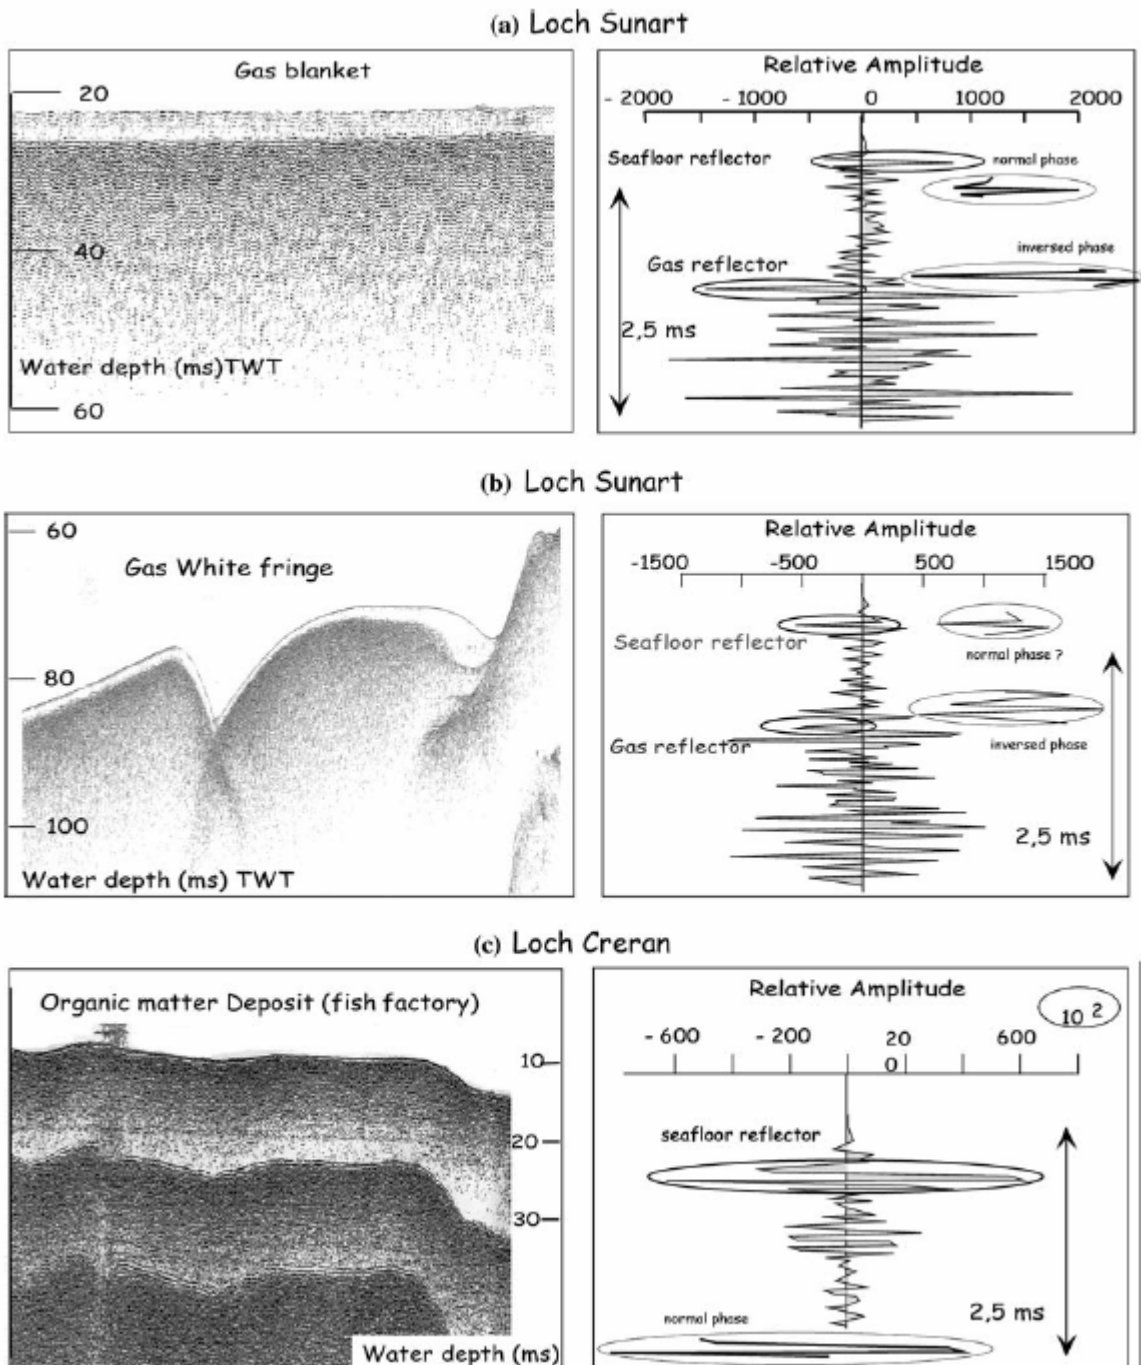 (a) Loch Sunart
Gas blanket
20
40
Water depth (ms)TWT
60
Relative Amplitude
- 2000 -1000 0 1000 2000
Seafloor reflector
normal phase
inversed phase
Gas reflector
2,5 ms
(b) Loch Sunart
60
Gas White fringe
80
100
Water depth (ms) TWT
Relative Amplitude
-1500 -500 500 1500
Seafloor reflector
normal phase ?
Gas reflector
inversed phase
2,5 ms
(c) Loch Creran
Organic matter Deposit (fish factory)
10
20
30
Water depth (ms)
Relative Amplitude
10 2
- 600 - 200 20 600
0
seafloor reflector
2,5 ms
normal phase